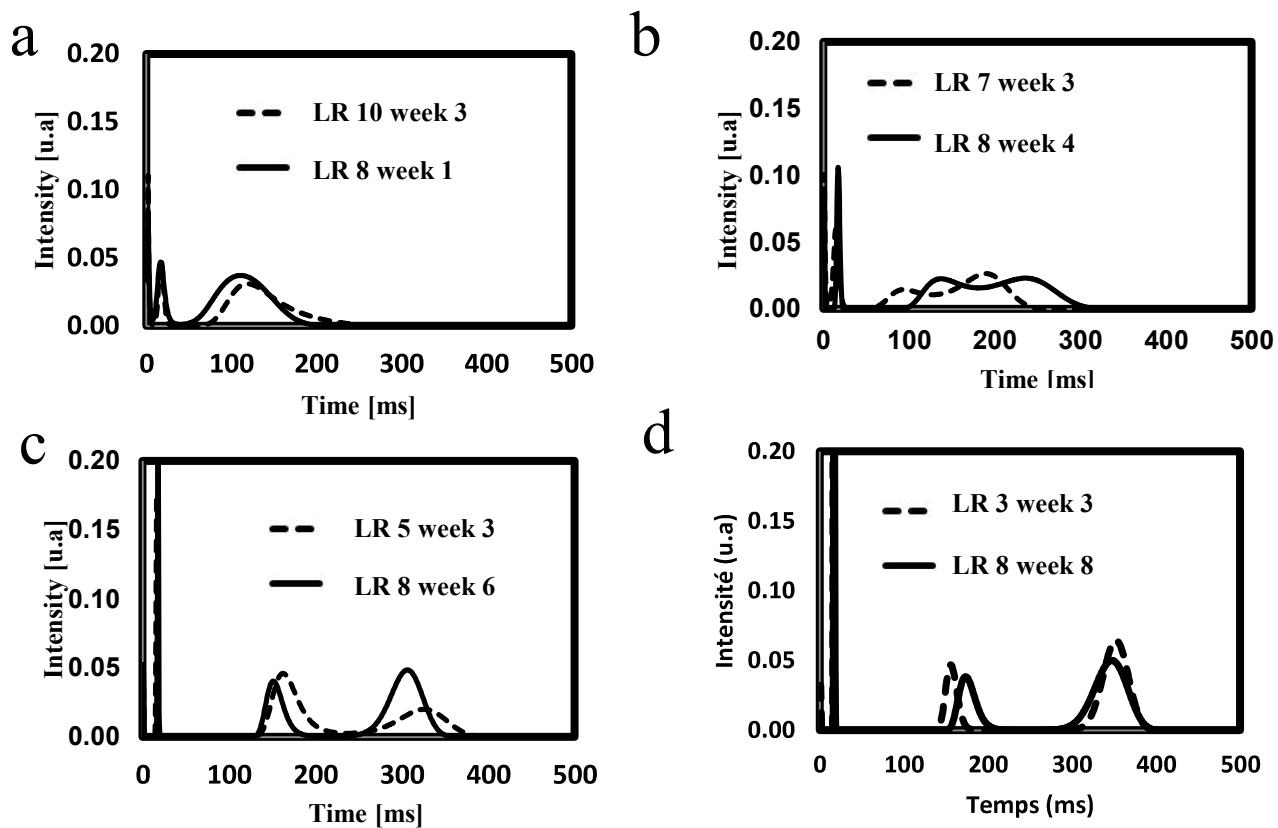 a
0.20
0.15
0.10
0.05
0.00
Intensity [u.a]
LR 10 week 3
LR 8 week 1
0 100 200 300 400 500
Time [ms]
b
0.20
0.15
0.10
0.05
0.00
Intensity [u.a]
LR 7 week 3
LR 8 week 4
0 100 200 300 400 500
Time [ms]
c
0.20
0.15
0.10
0.05
0.00
Intensity [u.a]
LR 5 week 3
LR 8 week 6
0 100 200 300 400 500
Time [ms]
d
0.20
0.15
0.10
0.05
0.00
Intensité (u.a)
LR 3 week 3
LR 8 week 8
0 100 200 300 400 500
Temps (ms)